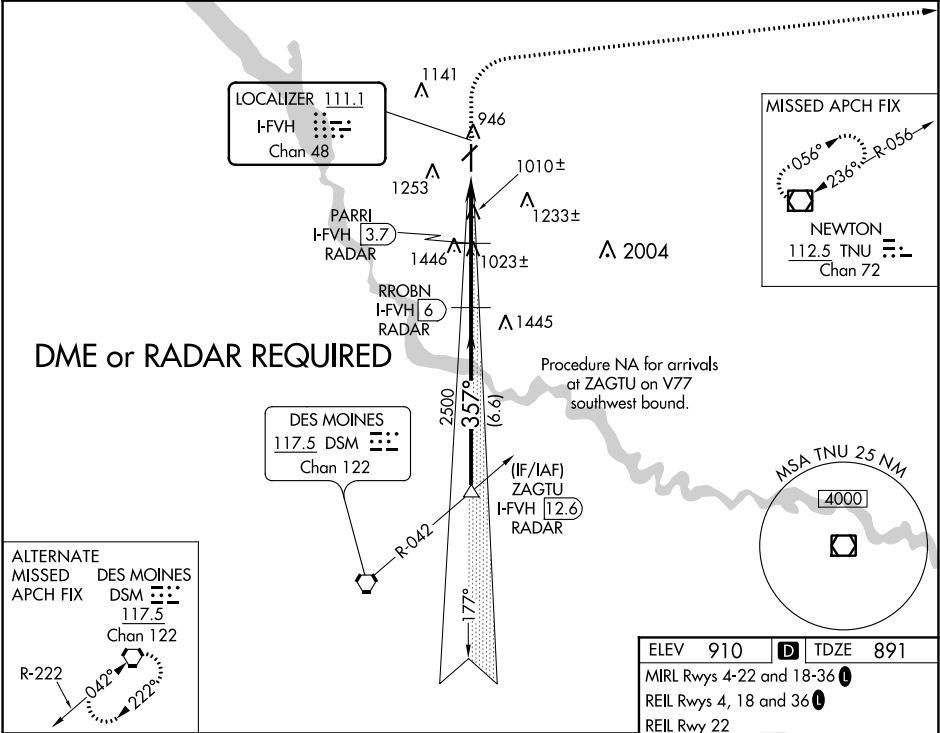 1141
LOCALIZER 111.1
I-FVH
Chan 48
946
MISSED APCH FIX
056°
236°
R-056
NEWTON
112.5 TNU
Chan 72
1253
1010±
1233±
PARRI
I-FVH 3.7
RADAR
1446
1023±
2004
RROBN
I-FVH 6
RADAR
1445
DME or RADAR REQUIRED
Procedure NA for arrivals
at ZAGTU on V77
southwest bound.
2500
357°
(6.6)
DES MOINES
117.5 DSM
Chan 122
(IF/IAF)
ZAGTU
I-FVH 12.6
RADAR
R-042
MSA TNU 25 NM
4000
177°
ALTERNATE
MISSED
APCH FIX
DES MOINES
DSM
117.5
Chan 122
R-222
042°
222°
ELEV 910 D TDZE 891
MIRL Rwys 4-22 and 18-36 L
REIL Rwys 4, 18 and 36 L
REIL Rwy 22